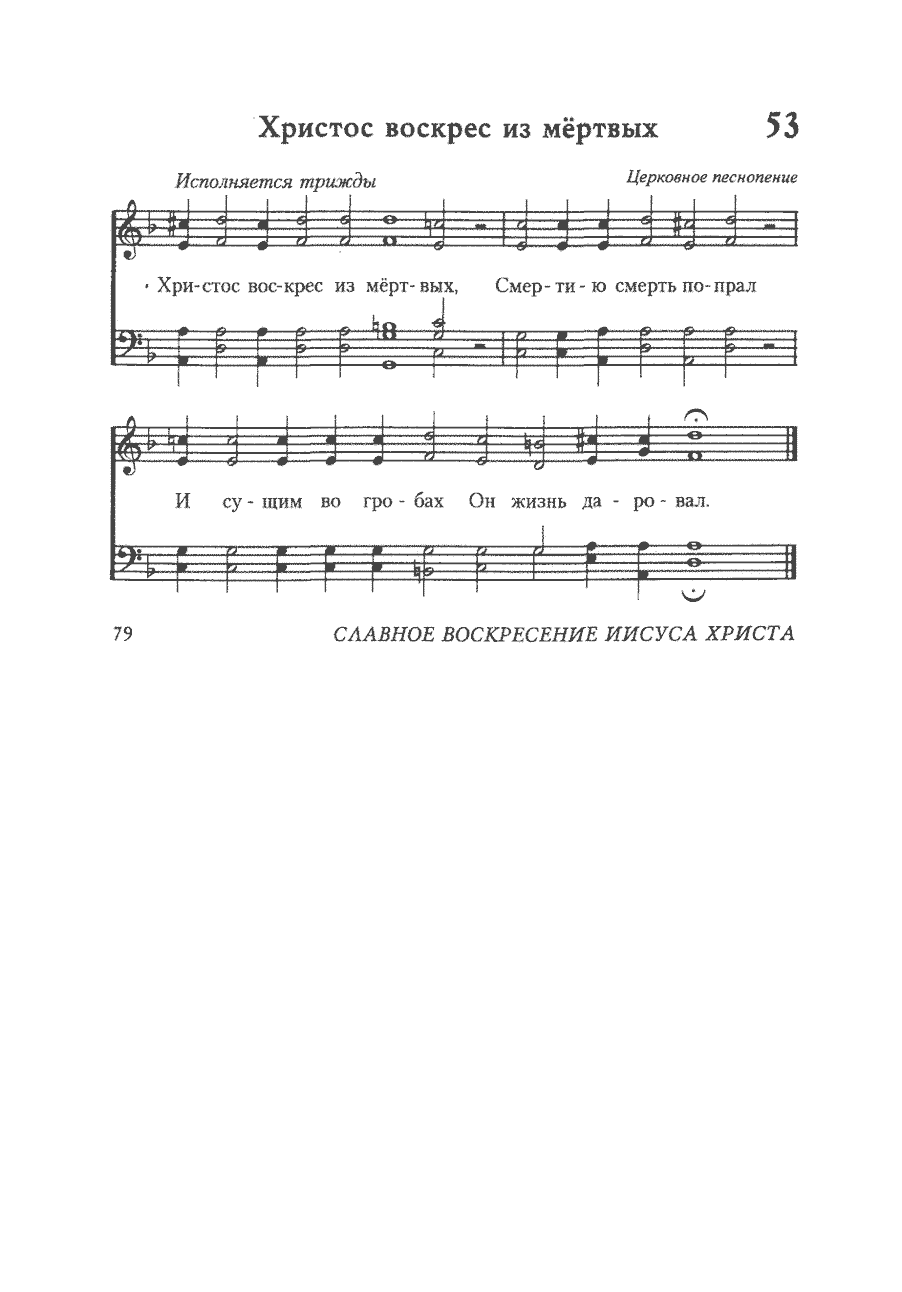 Христос воскрес из мёртвых 53
Исполняется трижды Церковное песнопение
Хри-стос вос-крес из мёрт-вых, Смер-ти-ю смерть по-прал
И су-щим во гро-бах Он жизнь да-ро-вал.
79 СЛАВНОЕ ВОСКРЕСЕНИЕ ИИСУСА ХРИСТА